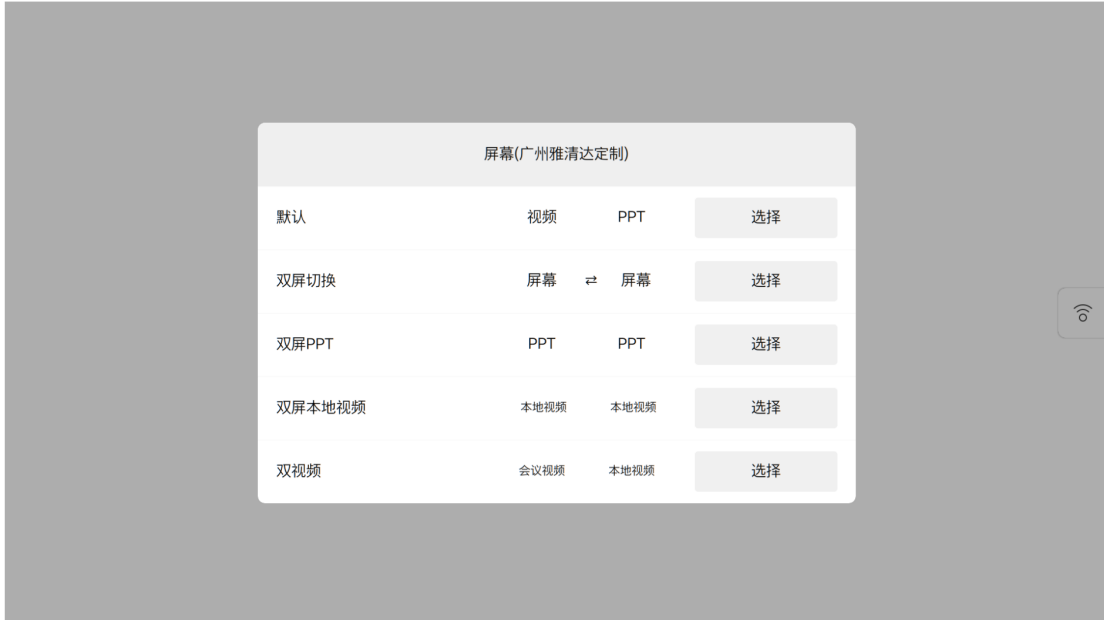 屏幕(广州雅清达定制)
默认 视频 PPT 选择
双屏切换 屏幕 ⇄ 屏幕 选择
双屏PPT PPT PPT 选择
双屏本地视频 本地视频 本地视频 选择
双视频 会议视频 本地视频 选择